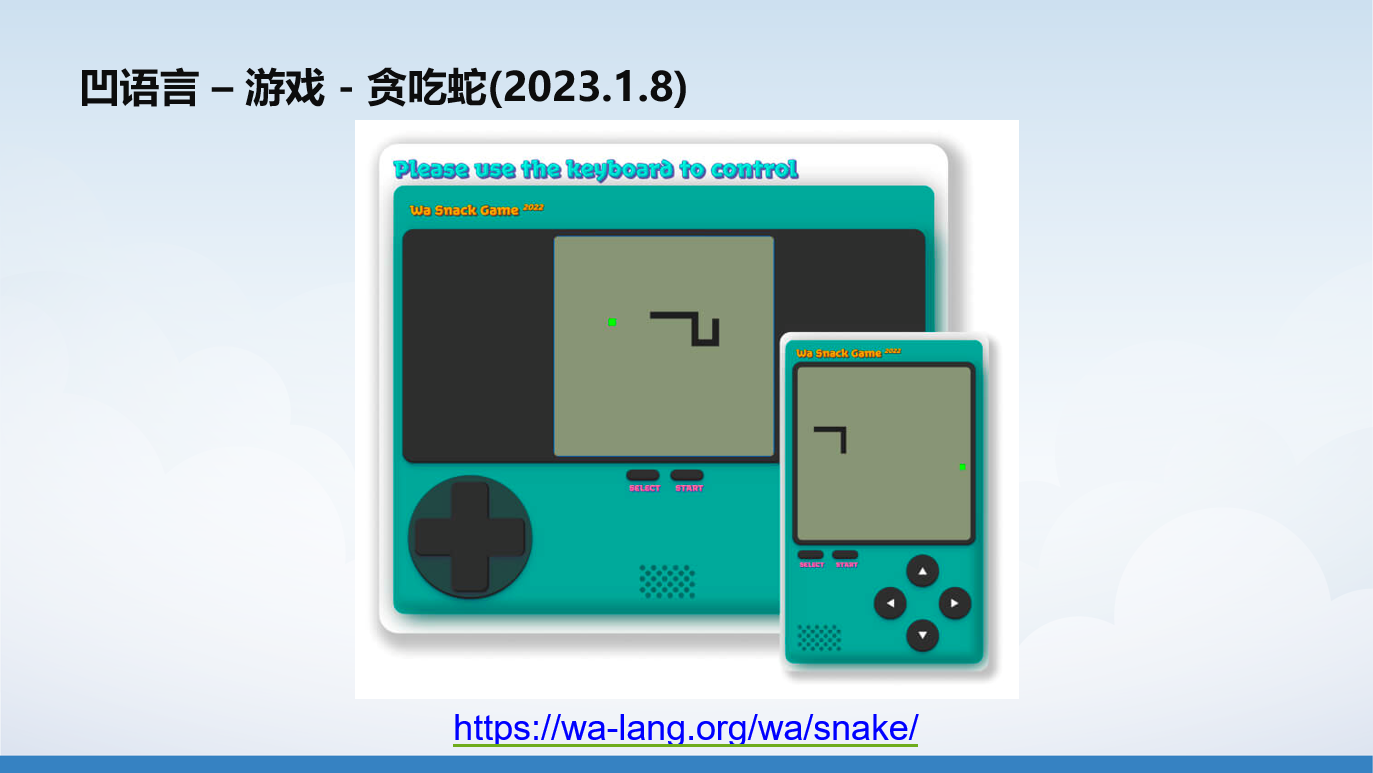 凹语言 – 游戏 - 贪吃蛇(2023.1.8)
Please use the keyboard to control
Wa Snack Game 2022
SELECT START
Wa Snack Game 2022
SELECT START
https://wa-lang.org/wa/snake/